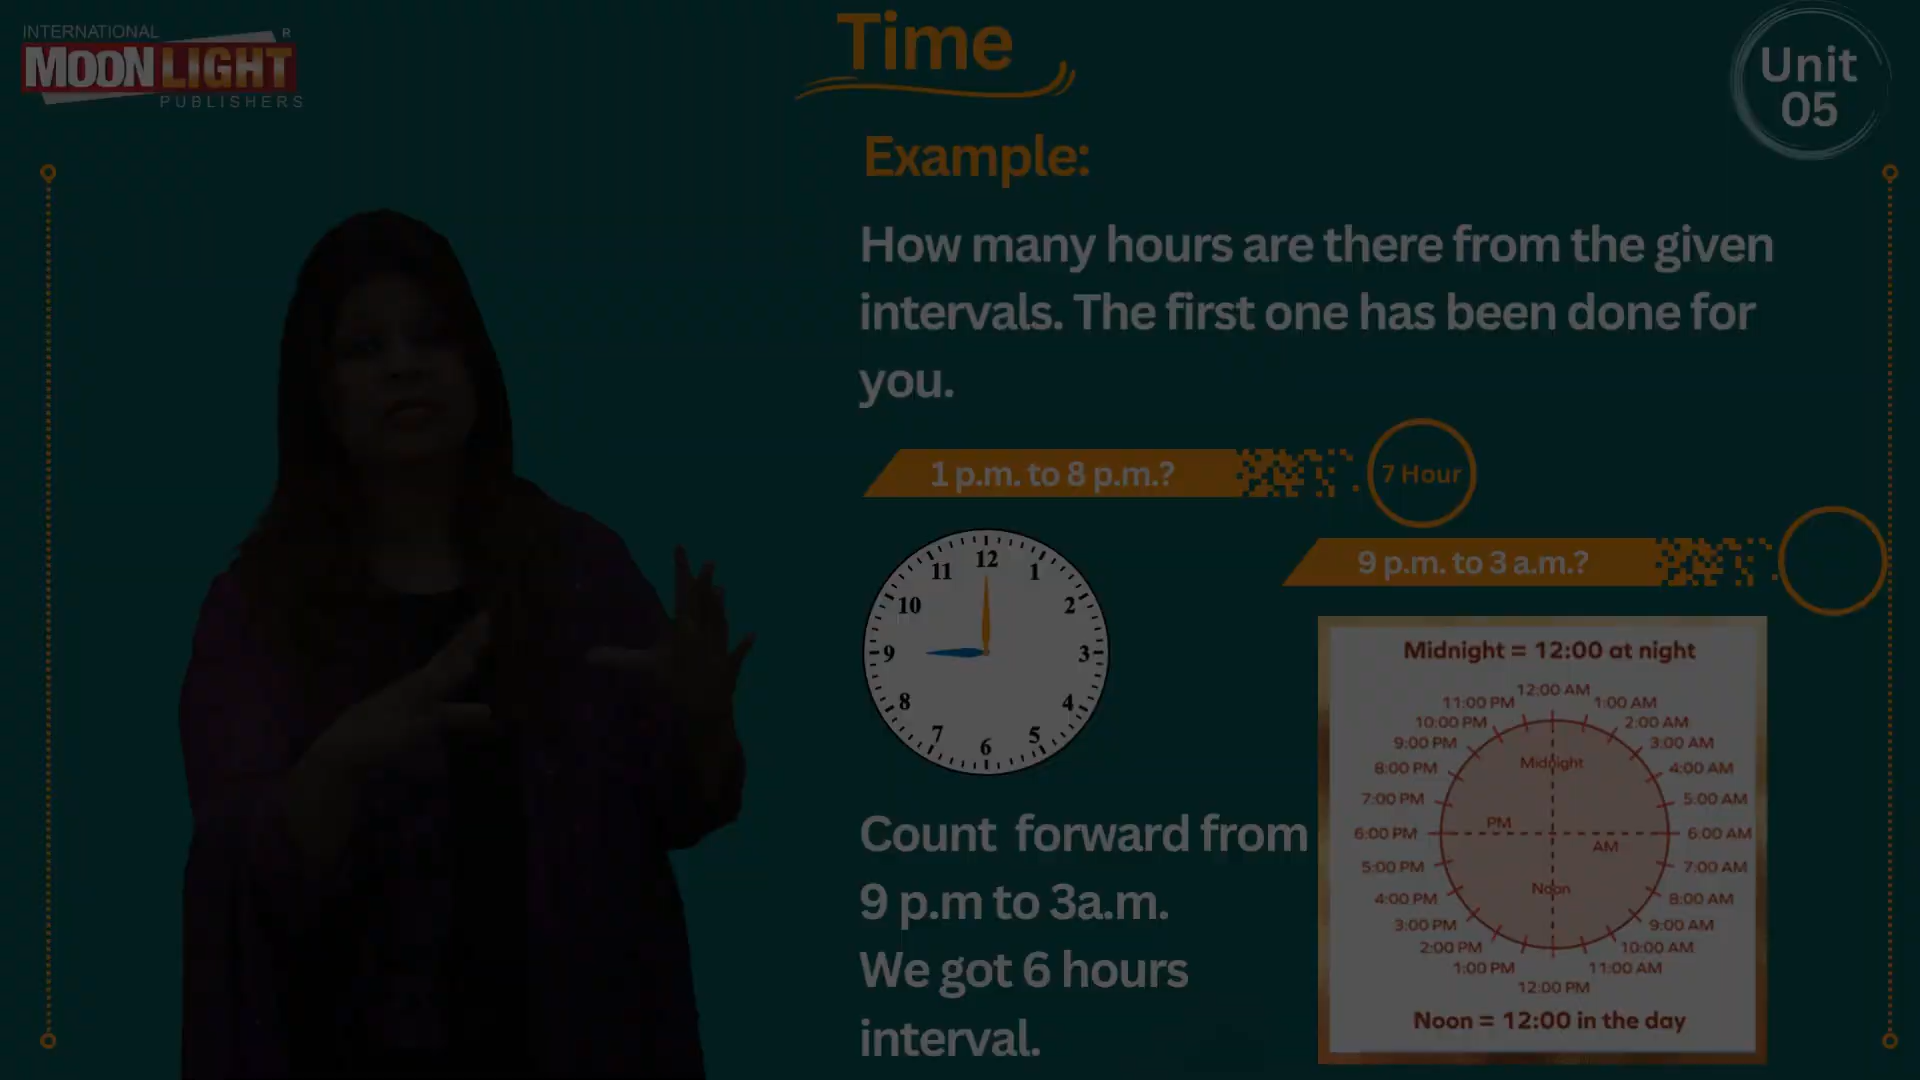 INTERNATIONAL
R
MOONLIGHT
PUBLISHERS
Time
Unit
05
Example:
How many hours are there from the given
intervals. The first one has been done for
you.
1 p.m. to 8 p.m.?
7 Hour
9 p.m. to 3 a.m.?
12
1
2
3
4
5
6
7
8
9
10
11
Count forward from
9 p.m to 3a.m.
We got 6 hours
interval.
Midnight = 12:00 at night
12:00 AM
1:00 AM
2:00 AM
3:00 AM
4:00 AM
5:00 AM
6:00 AM
7:00 AM
8:00 AM
9:00 AM
10:00 AM
11:00 AM
12:00 PM
1:00 PM
2:00 PM
3:00 PM
4:00 PM
5:00 PM
6:00 PM
7:00 PM
8:00 PM
9:00 PM
10:00 PM
11:00 PM
Midnight
PM
AM
Noon
Noon = 12:00 in the day